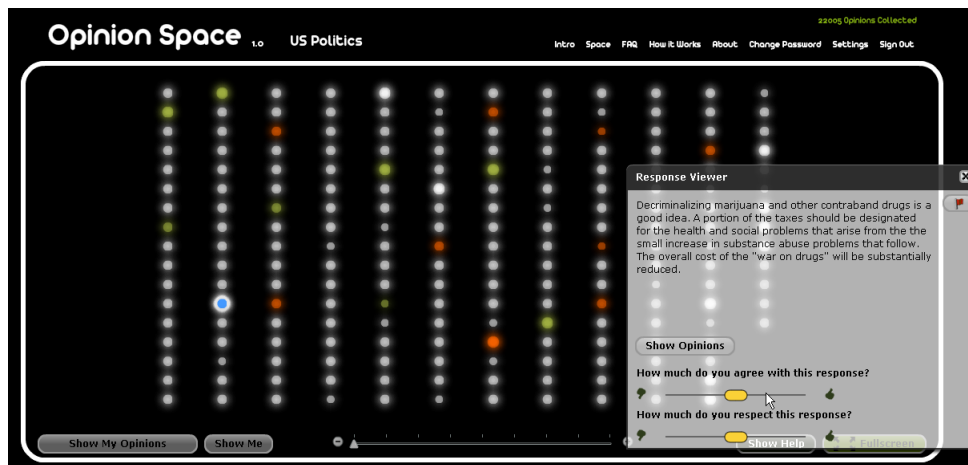 22005 Opinions Collected
Opinion Space 1.0 US Politics
Intro Space FAQ How It Works About Change Password Settings Sign Out
Response Viewer
Decriminalizing marijuana and other contraband drugs is a
good idea. A portion of the taxes should be designated
for the health and social problems that arise from the the
small increase in substance abuse problems that follow.
The overall cost of the "war on drugs" will be substantially
reduced.
Show Opinions
How much do you agree with this response?
How much do you respect this response?
Show My Opinions Show Me Show Help Fullscreen